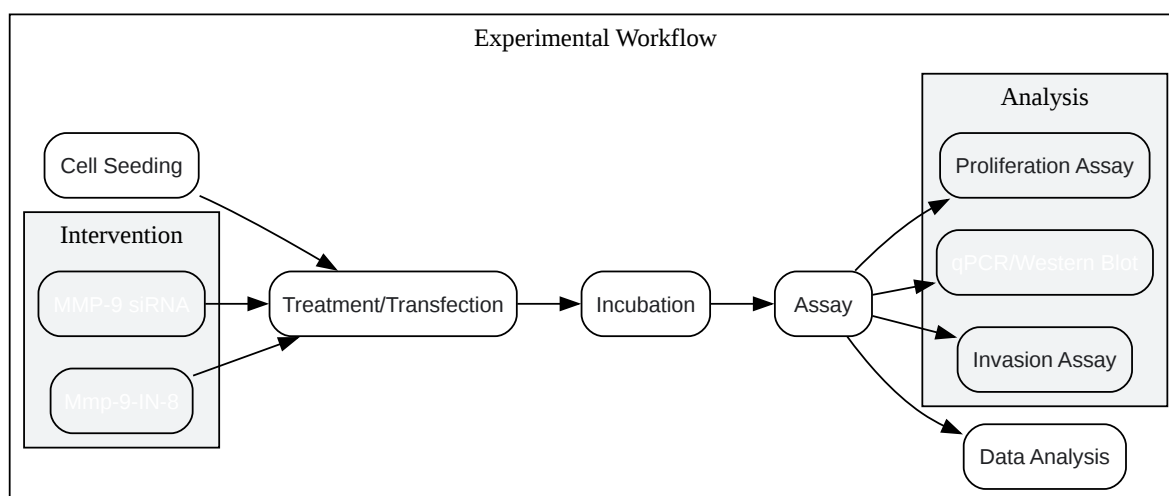 Experimental Workflow
Cell Seeding
Intervention
MMP-9 siRNA
Mmp-9-IN-8
Treatment/Transfection
Incubation
Assay
Analysis
Proliferation Assay
qPCR/Western Blot
Invasion Assay
Data Analysis